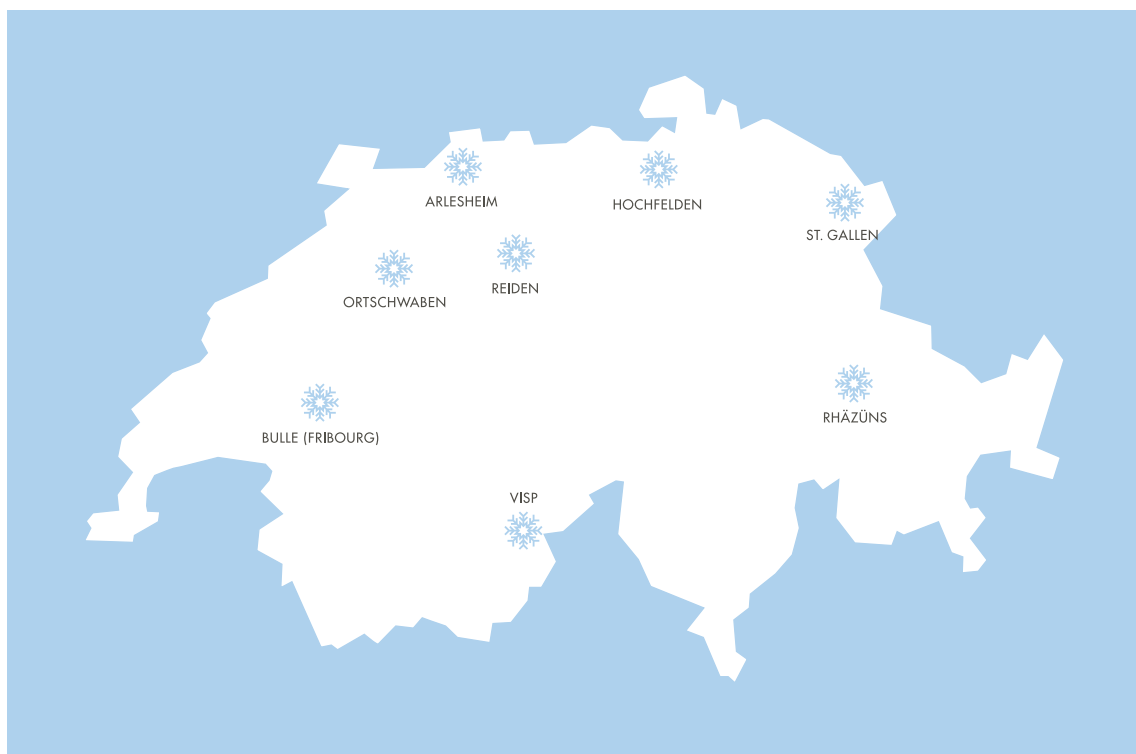 ARLESHEIM
HOCHFELDEN
ST. GALLEN
REIDEN
ORTSCHWABEN
RHÄZÜNS
BULLE (FRIBOURG)
VISP